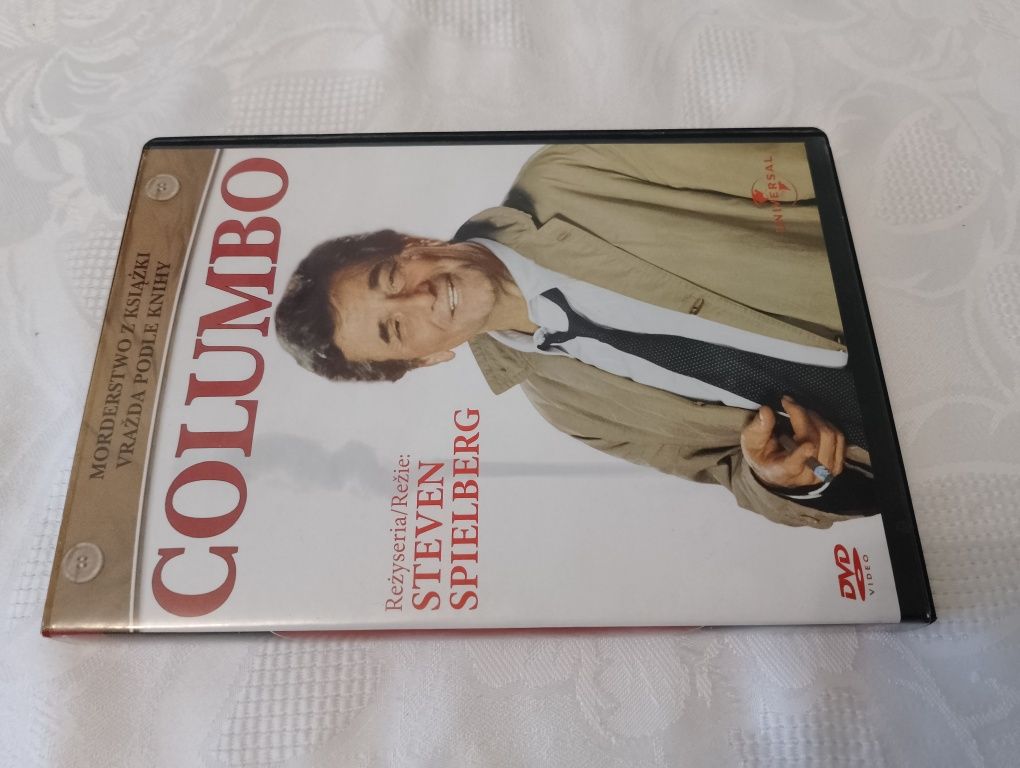 MORDERSTWO Z KSIĄŻKI
VRAŽDA PODLE KNIHY
COLUMBO
Reżyseria/Režie:
STEVEN
SPIELBERG
DVD
VIDEO
UNIVERSAL